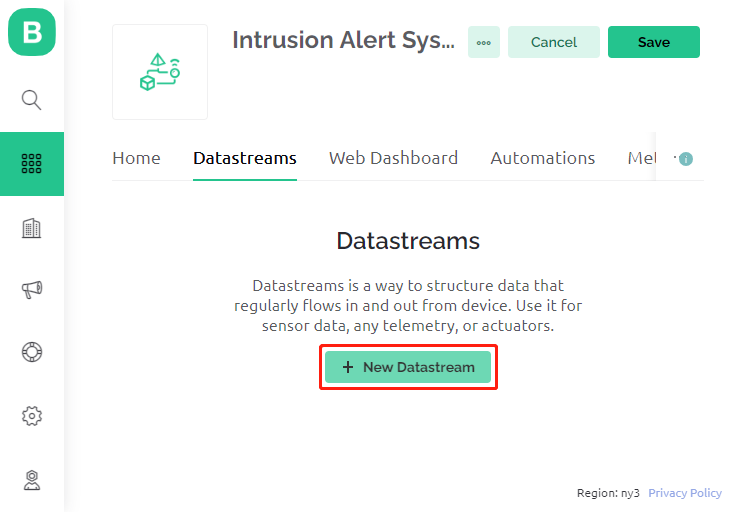 B
Intrusion Alert Sys...
Cancel
Save
Home
Datastreams
Web Dashboard
Automations
Met
Datastreams
Datastreams is a way to structure data that
regularly flows in and out from device. Use it for
sensor data, any telemetry, or actuators.
+ New Datastream
Region: ny3 Privacy Policy